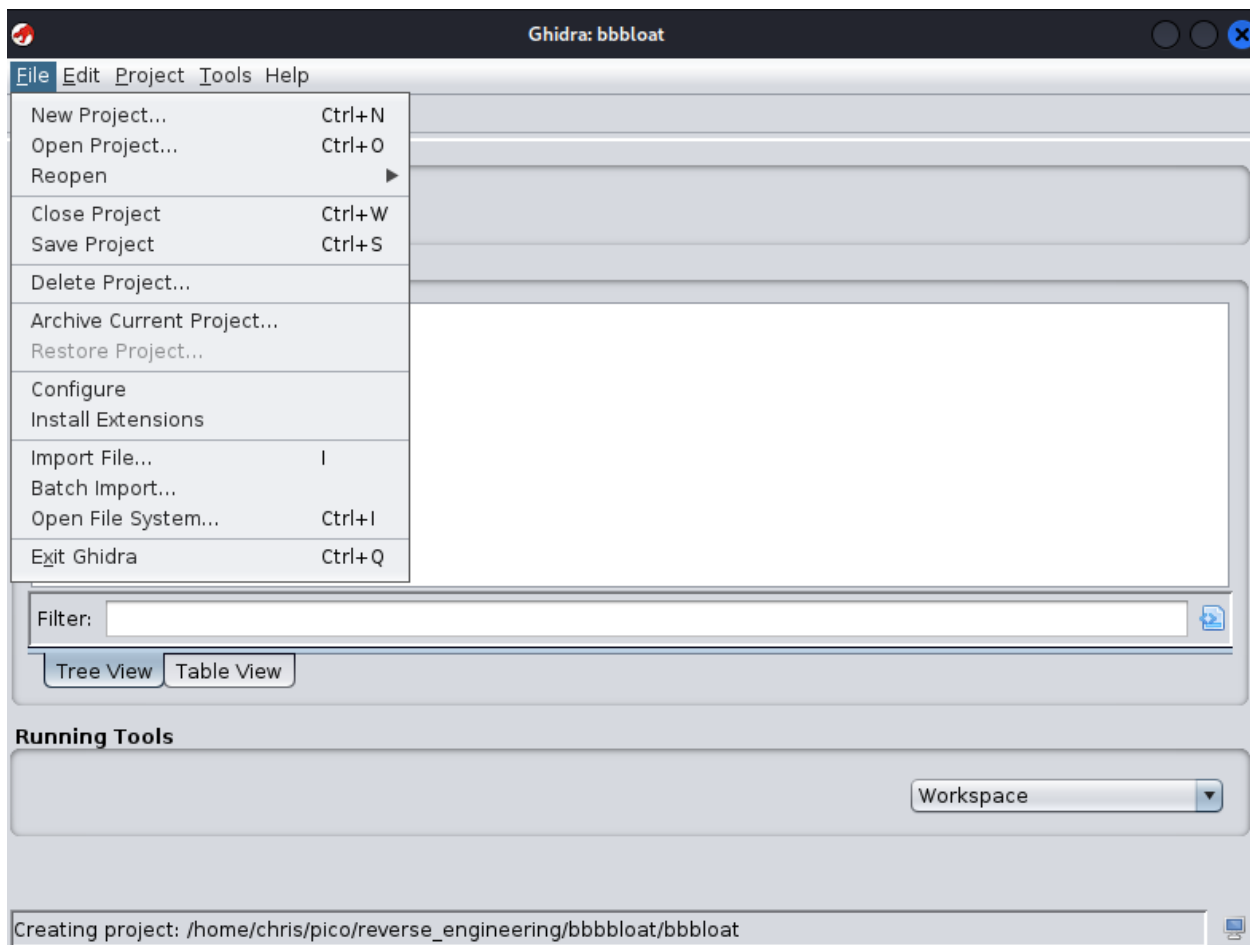 Ghidra: bbbloat
File Edit Project Tools Help
New Project... Ctrl+N
Open Project... Ctrl+O
Reopen
Close Project Ctrl+W
Save Project Ctrl+S
Delete Project...
Archive Current Project...
Restore Project...
Configure
Install Extensions
Import File... I
Batch Import...
Open File System... Ctrl+I
Exit Ghidra Ctrl+Q
Filter:
Tree View Table View
Running Tools
Workspace
Creating project: /home/chris/pico/reverse_engineering/bbbbloat/bbbloat